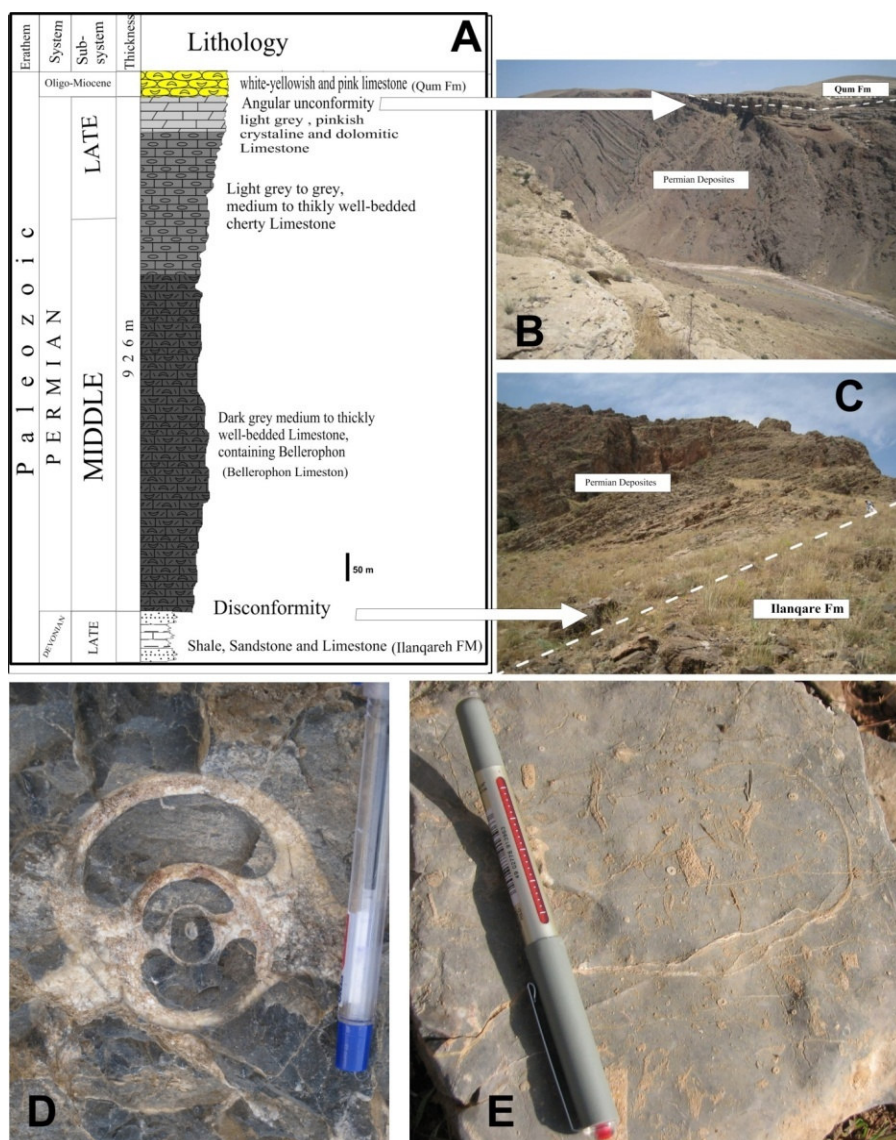 Erathem
System
Sub-
system
Thickness
Lithology
A
Oligo-Miocene
white-yellowish and pink limestone (Qum Fm)
Angular unconformity
light grey , pinkish
crystaline and dolomitic
Limestone
LATE
Light grey to grey,
medium to thikly well-bedded
cherty Limestone
Paleozoic
PERMIAN
MIDDLE
926m
Dark grey medium to thickly
well-bedded Limestone,
containing Bellerophon
(Bellerophon Limeston)
50 m
Disconformity
DEVONIAN
LATE
Shale, Sandstone and Limestone (Ilanqareh FM)
Qum Fm
Permian Deposites
B
C
Permian Deposites
Ilanqare Fm
D
E